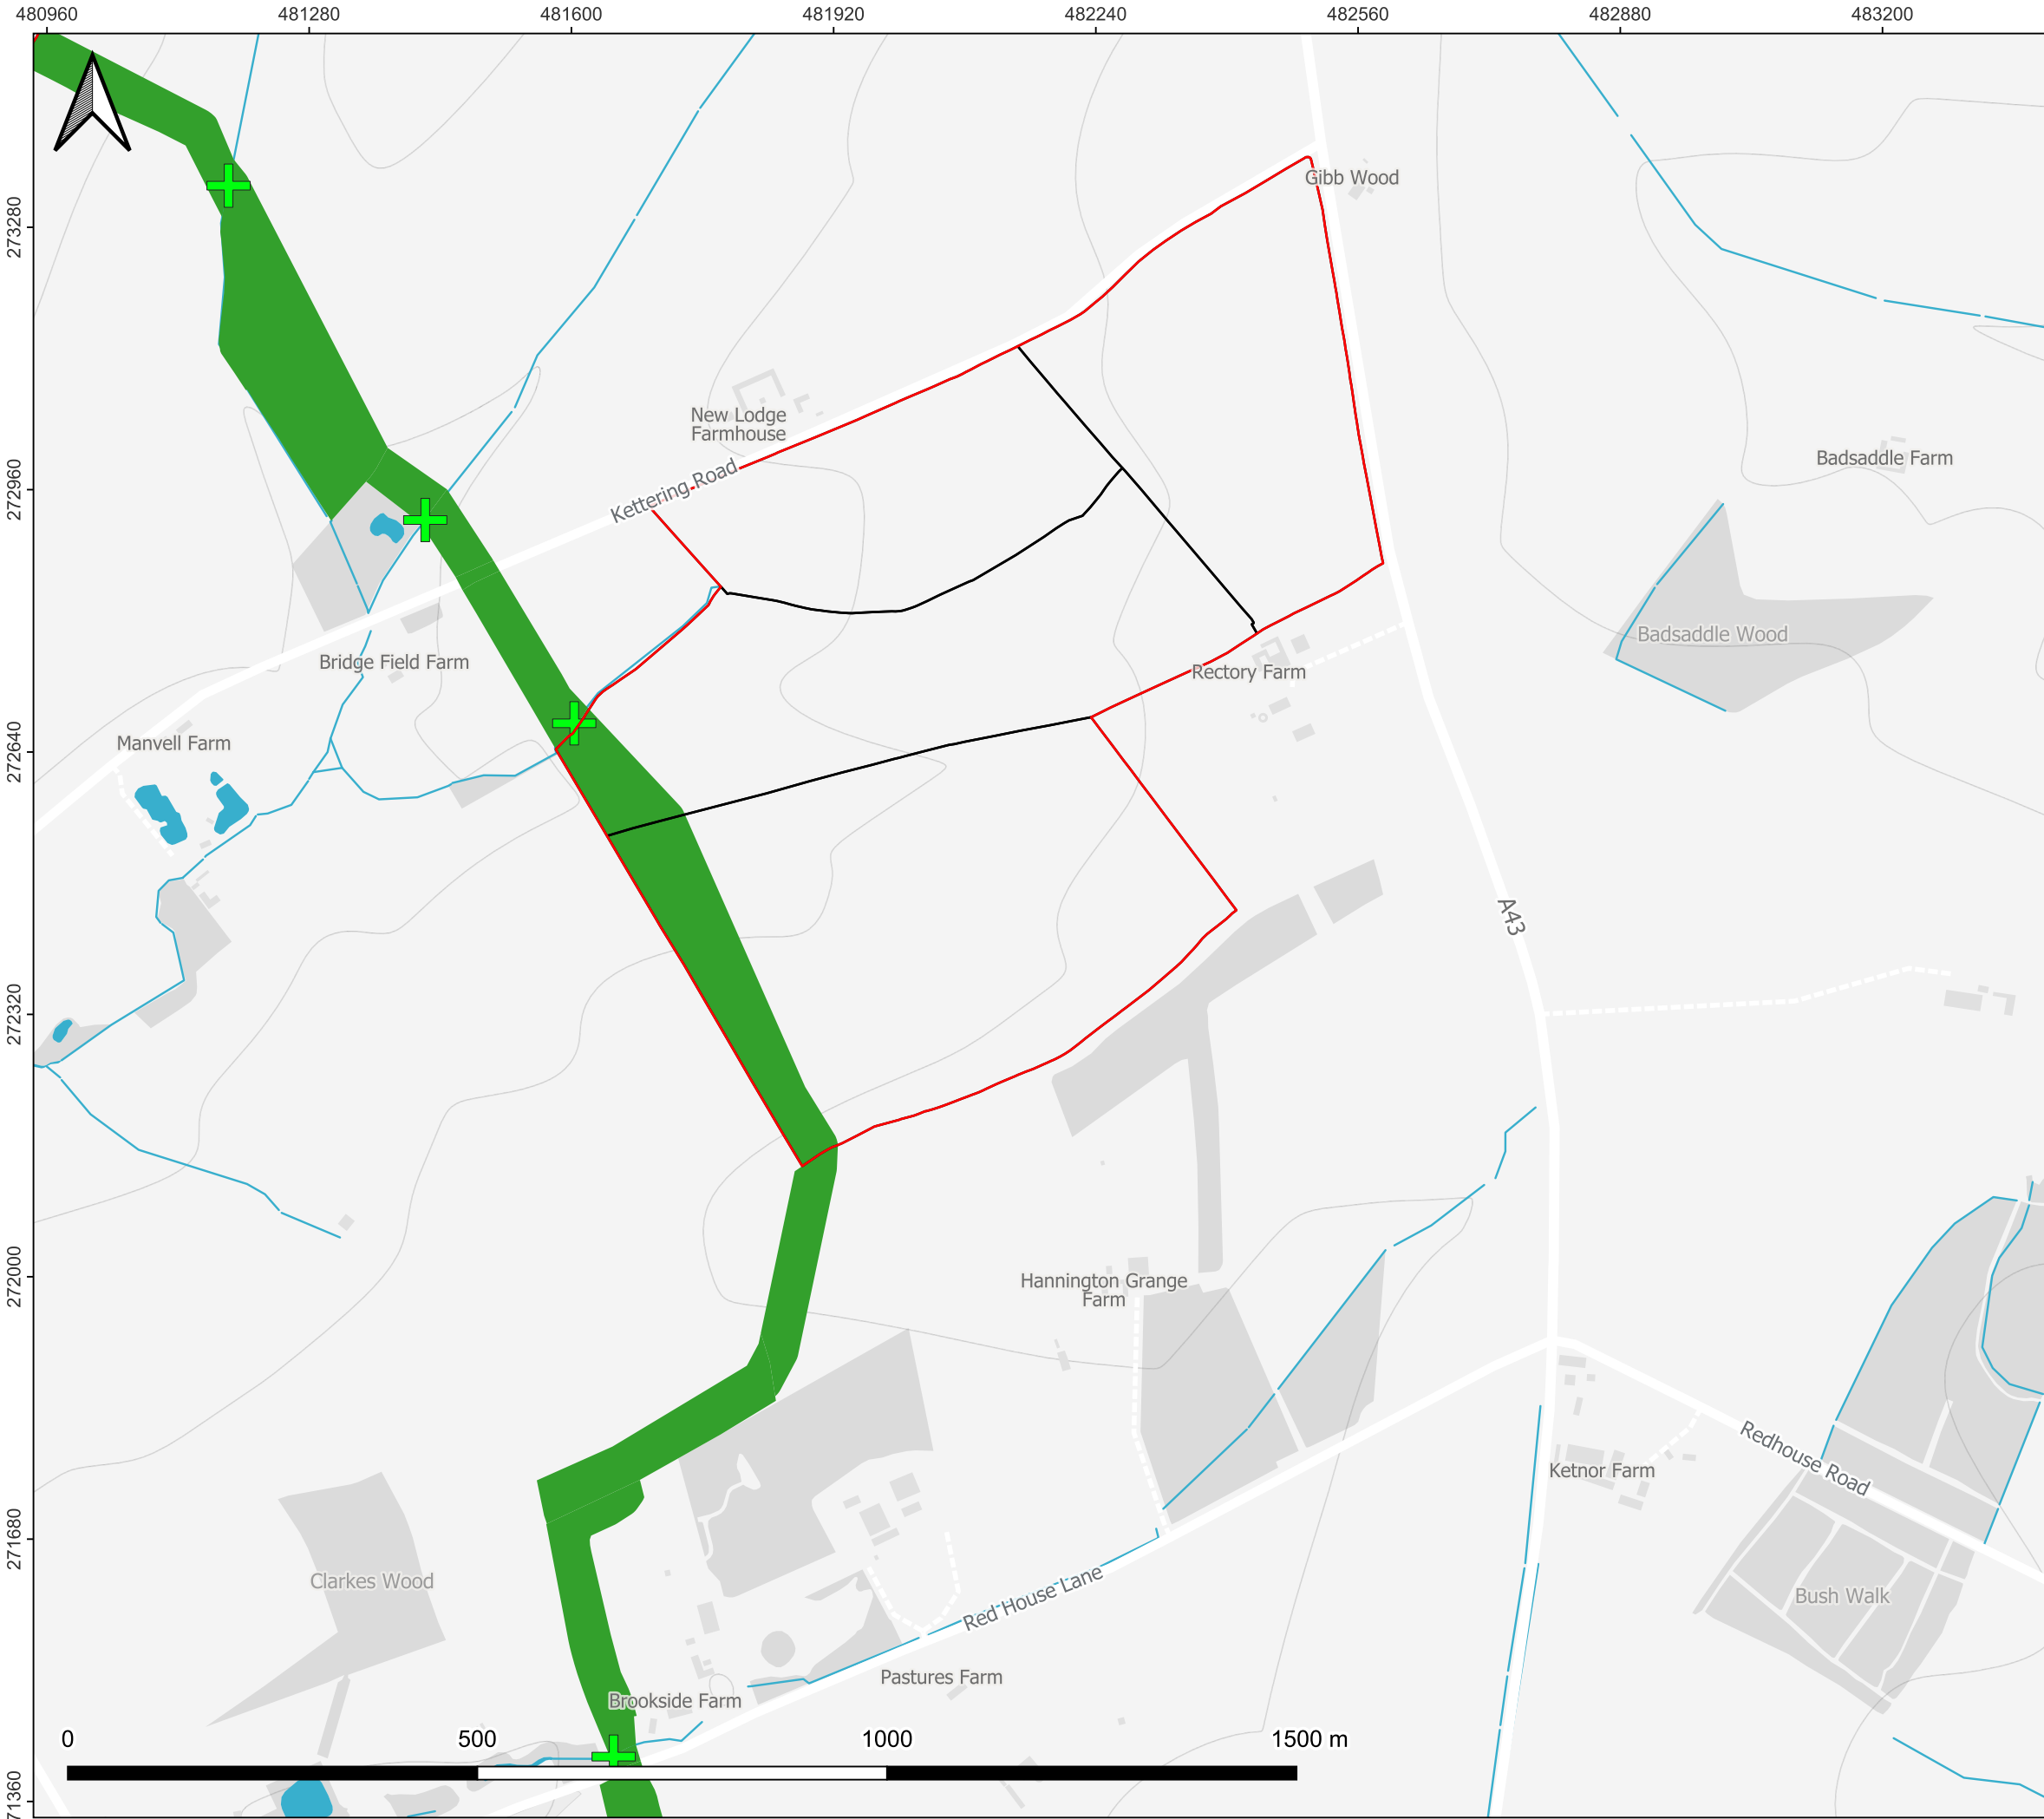 480960 481280 481600 481920 482240 482560 482880 483200
273280
272960
272640
272320
272000
271680
271360
Gibb Wood
New Lodge
Farmhouse
Kettering Road
Badsaddle Farm
Badsaddle Wood
Bridge Field Farm
Rectory Farm
Manvell Farm
A43
Hannington Grange
Farm
Redhouse Road
Ketnor Farm
Clarkes Wood
Bush Walk
Red House Lane
Pastures Farm
Brookside Farm
0 500 1000 1500 m